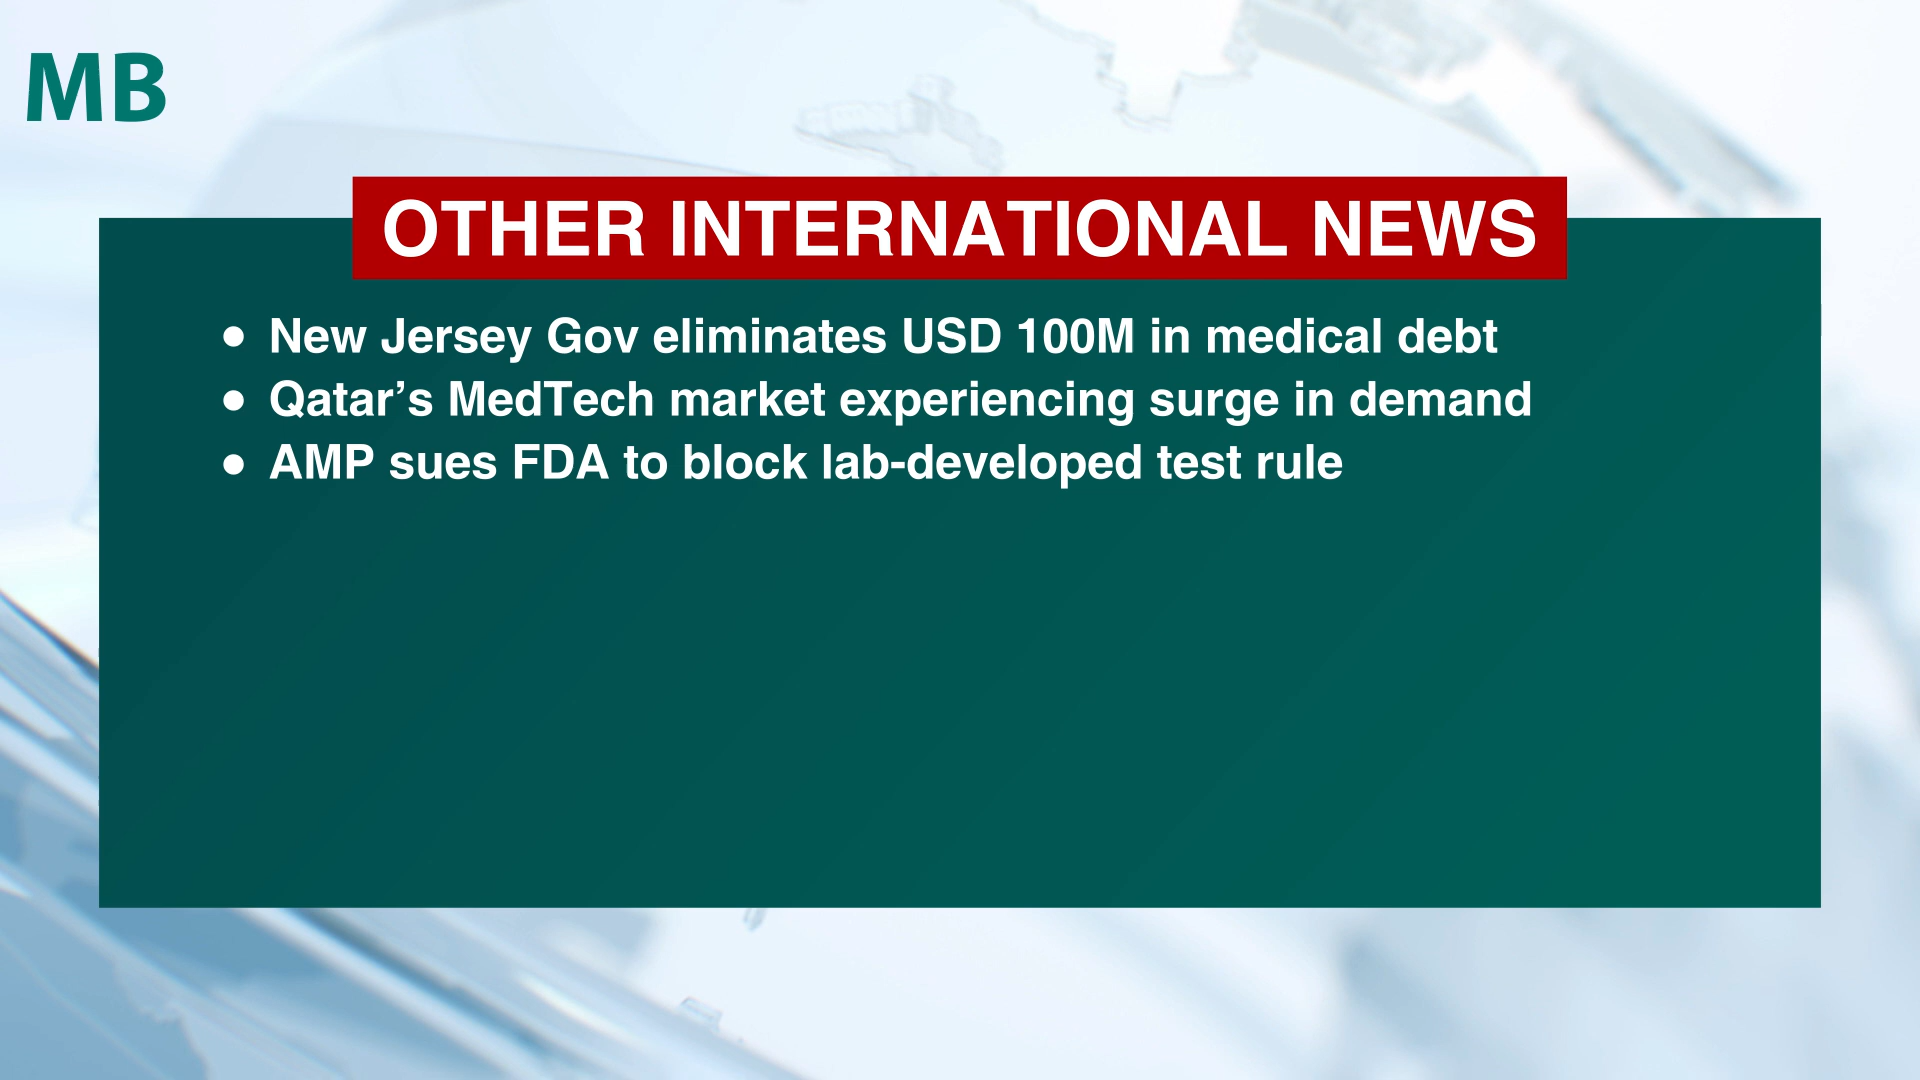 MB
OTHER INTERNATIONAL NEWS
● New Jersey Gov eliminates USD 100M in medical debt
● Qatar’s MedTech market experiencing surge in demand
● AMP sues FDA to block lab-developed test rule